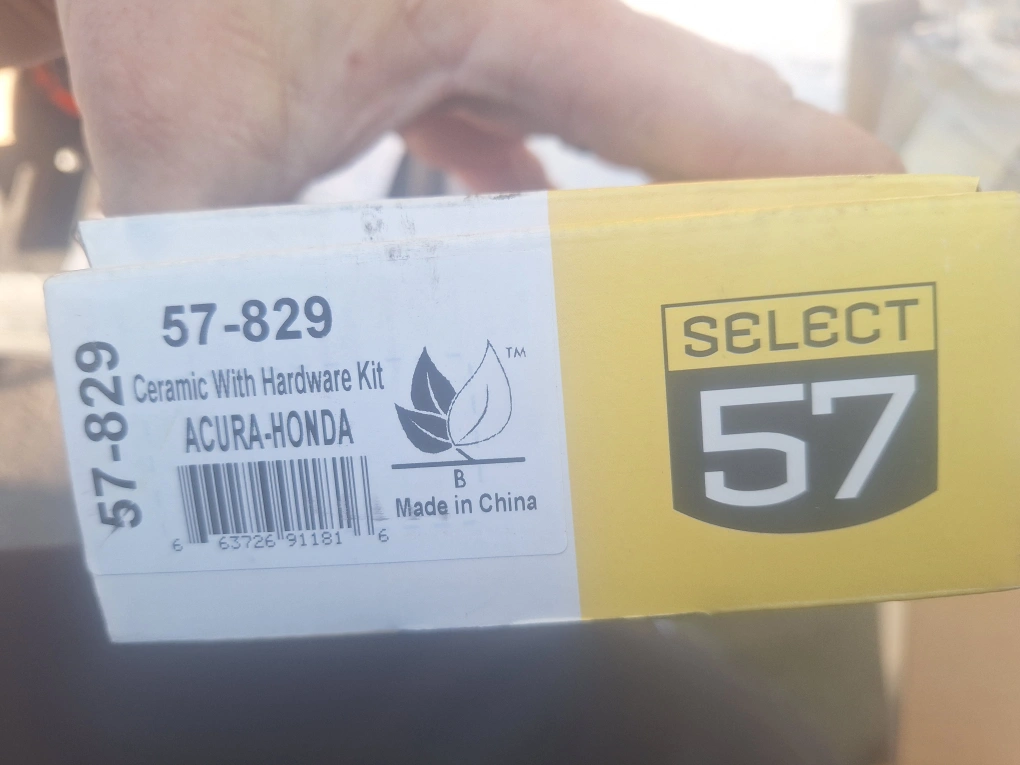 57-829
57-829
Ceramic With Hardware Kit
ACURA-HONDA
6 63726 91181 6
TM
B
Made in China
SELECT
57